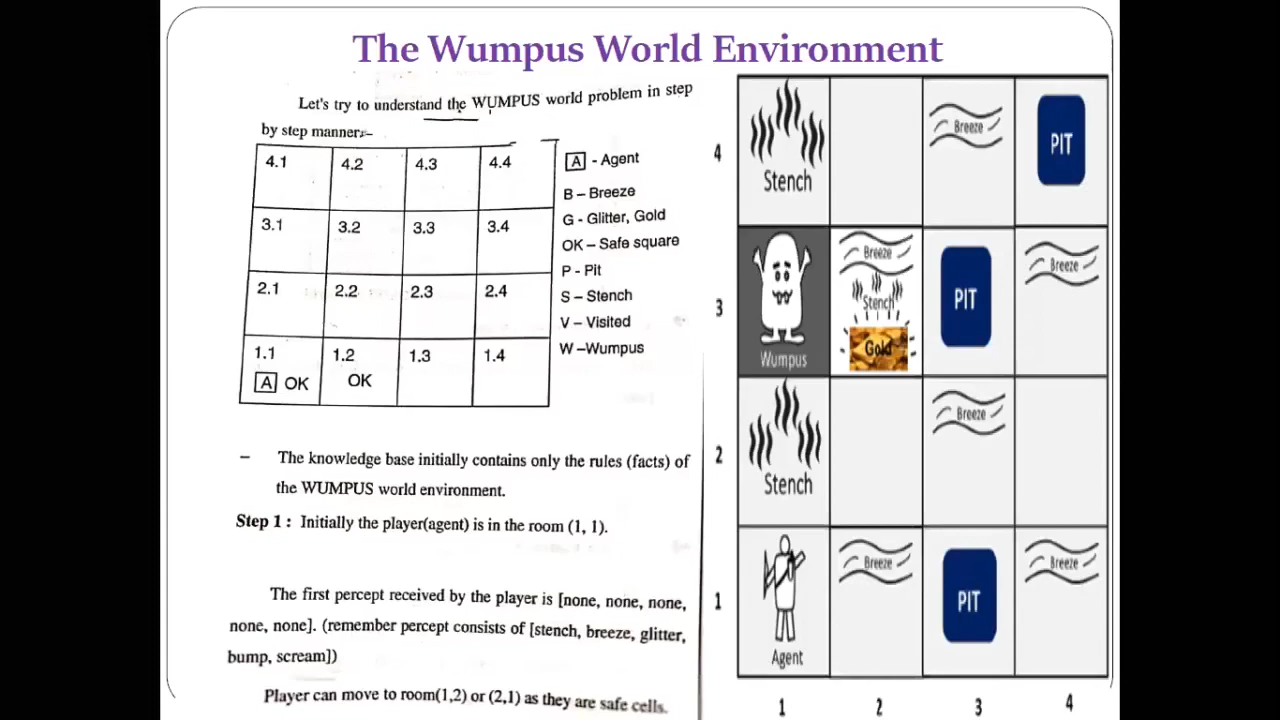 The Wumpus World Environment
Let's try to understand the WUMPUS world problem in step
by step manner:–
4.1 4.2 4.3 4.4
3.1 3.2 3.3 3.4
2.1 2.2 2.3 2.4
1.1 1.2 1.3 1.4
A OK OK
A - Agent
B – Breeze
G - Glitter, Gold
OK – Safe square
P - Pit
S – Stench
V – Visited
W –Wumpus
– The knowledge base initially contains only the rules (facts) of
the WUMPUS world environment.
Step 1 : Initially the player(agent) is in the room (1, 1).
The first percept received by the player is [none, none, none,
none, none]. (remember percept consists of [stench, breeze, glitter,
bump, scream])
Player can move to room(1,2) or (2,1) as they are safe cells.
4
Stench
Breeze
PIT
3
Wumpus
Breeze
Stench
Gold
PIT
Breeze
2
Stench
Breeze
1
Agent
Breeze
PIT
Breeze
1 2 3 4